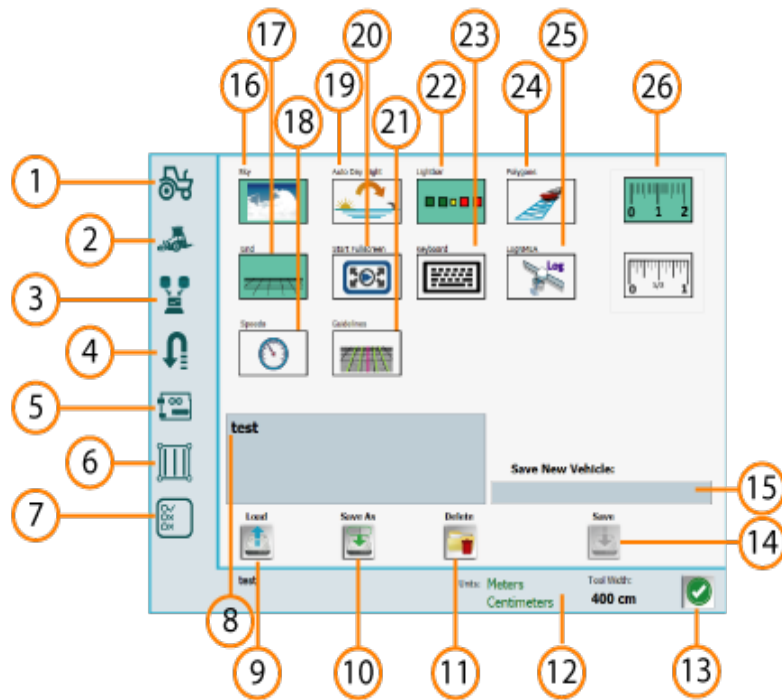 17 20 23 25
16 19 22 24 26
18 21
1
2
3
4
5
6
7
Sky Auto Day Night Lightbar Polygons
0 1 2
Grid Start Fullscreen Keyboard LogNMEA
Log
0 1/2 1
Speedo Guidelines
test
Save New Vehicle:
15
Load Save As Delete Save
14
test Units: Meters Tool Width:
Centimeters 400 cm
8
9 10 11 12 13